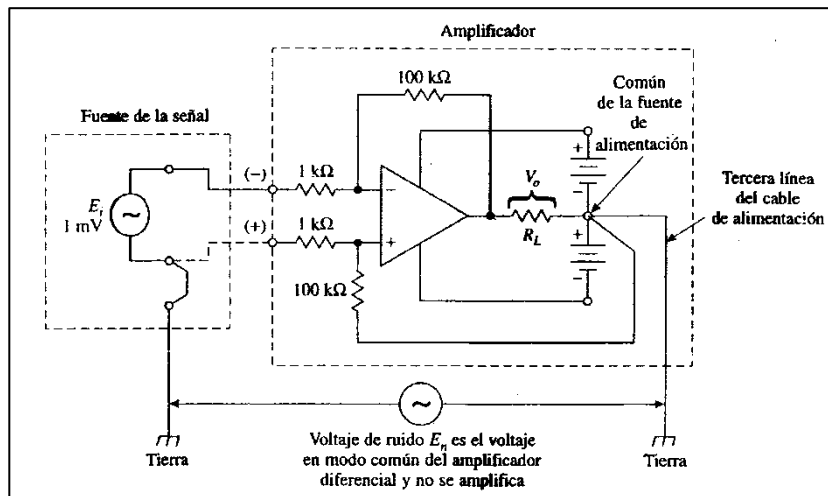 Amplificador
Fuente de la señal
E_i
1 mV
(−)
1 kΩ
100 kΩ
−
(+)
1 kΩ
+
100 kΩ
V_o
R_L
+
−
+
−
Común
de la fuente
de
alimentación
Tercera línea
del cable
de alimentación
Tierra
Voltaje de ruido E_n es el voltaje
en modo común del amplificador
diferencial y no se amplifica
Tierra